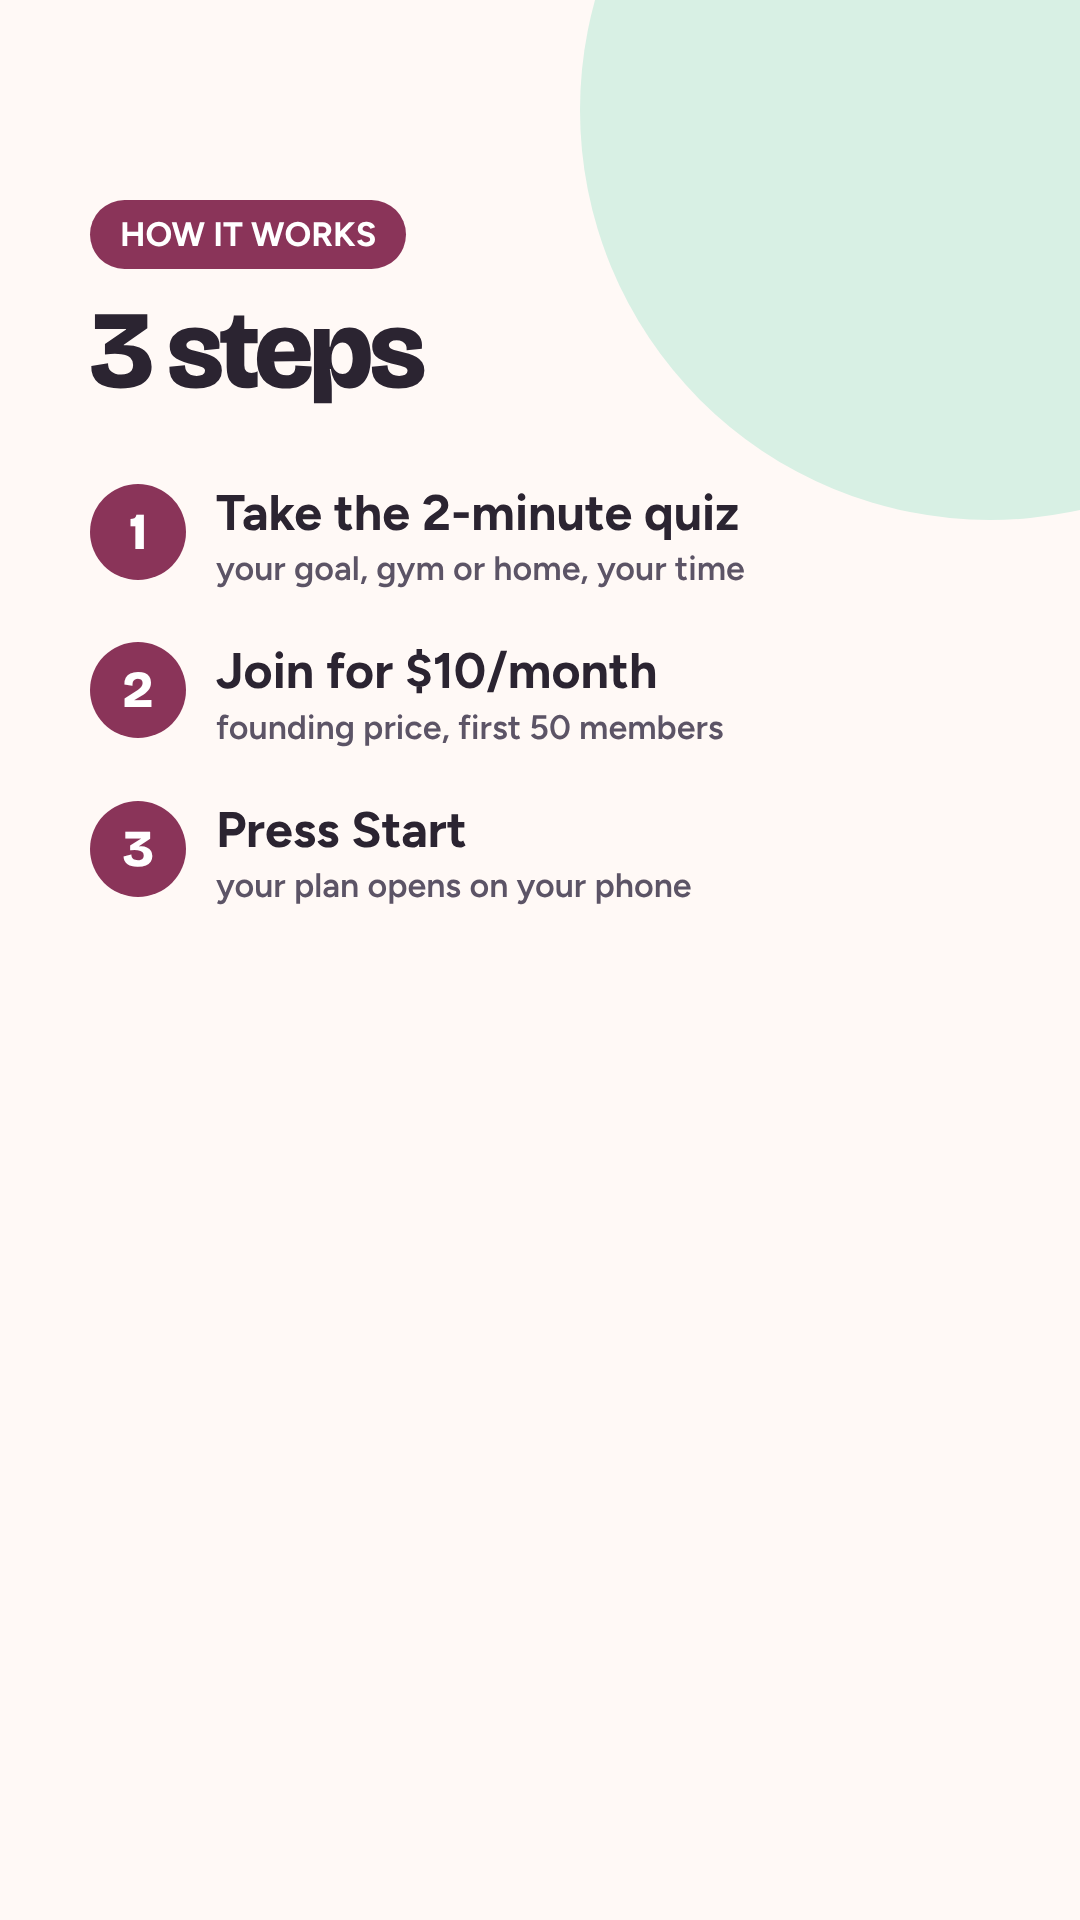 HOW IT WORKS
3 steps
1
Take the 2-minute quiz
your goal, gym or home, your time
2
Join for $10/month
founding price, first 50 members
3
Press Start
your plan opens on your phone